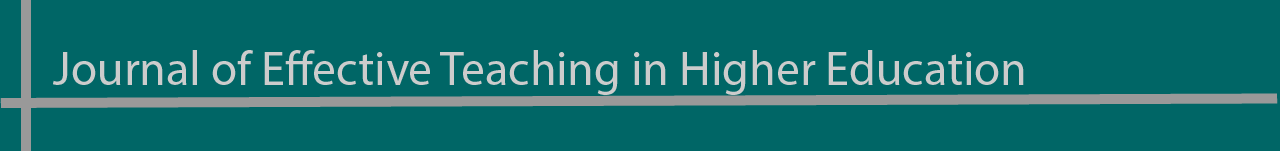 Journal of Effective Teaching in Higher Education